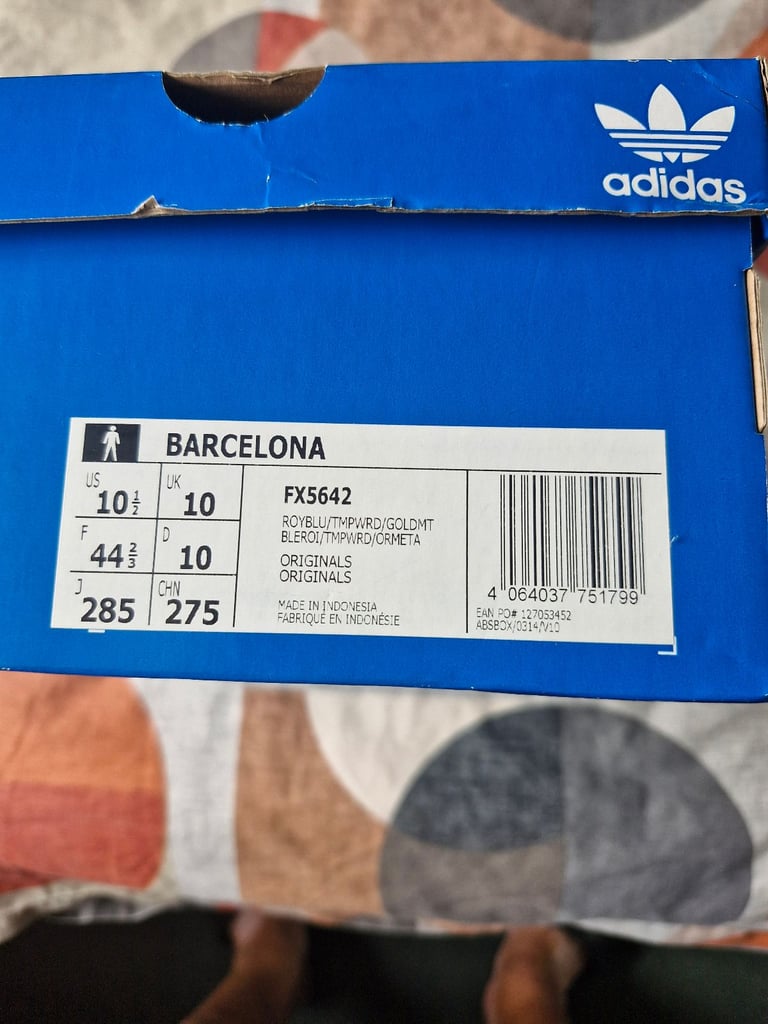 adidas
BARCELONA
US 10 1/2 UK 10
F 44 2/3 D 10
J 285 CHN 275
FX5642
ROYBLU/TMPWRD/GOLDMT
BLEROI/TMPWRD/ORMETA
ORIGINALS
ORIGINALS
MADE IN INDONESIA
FABRIQUÉ EN INDONÉSIE
4 064037 751799
EAN PO# 127053452
ABSBOX/0314/V10